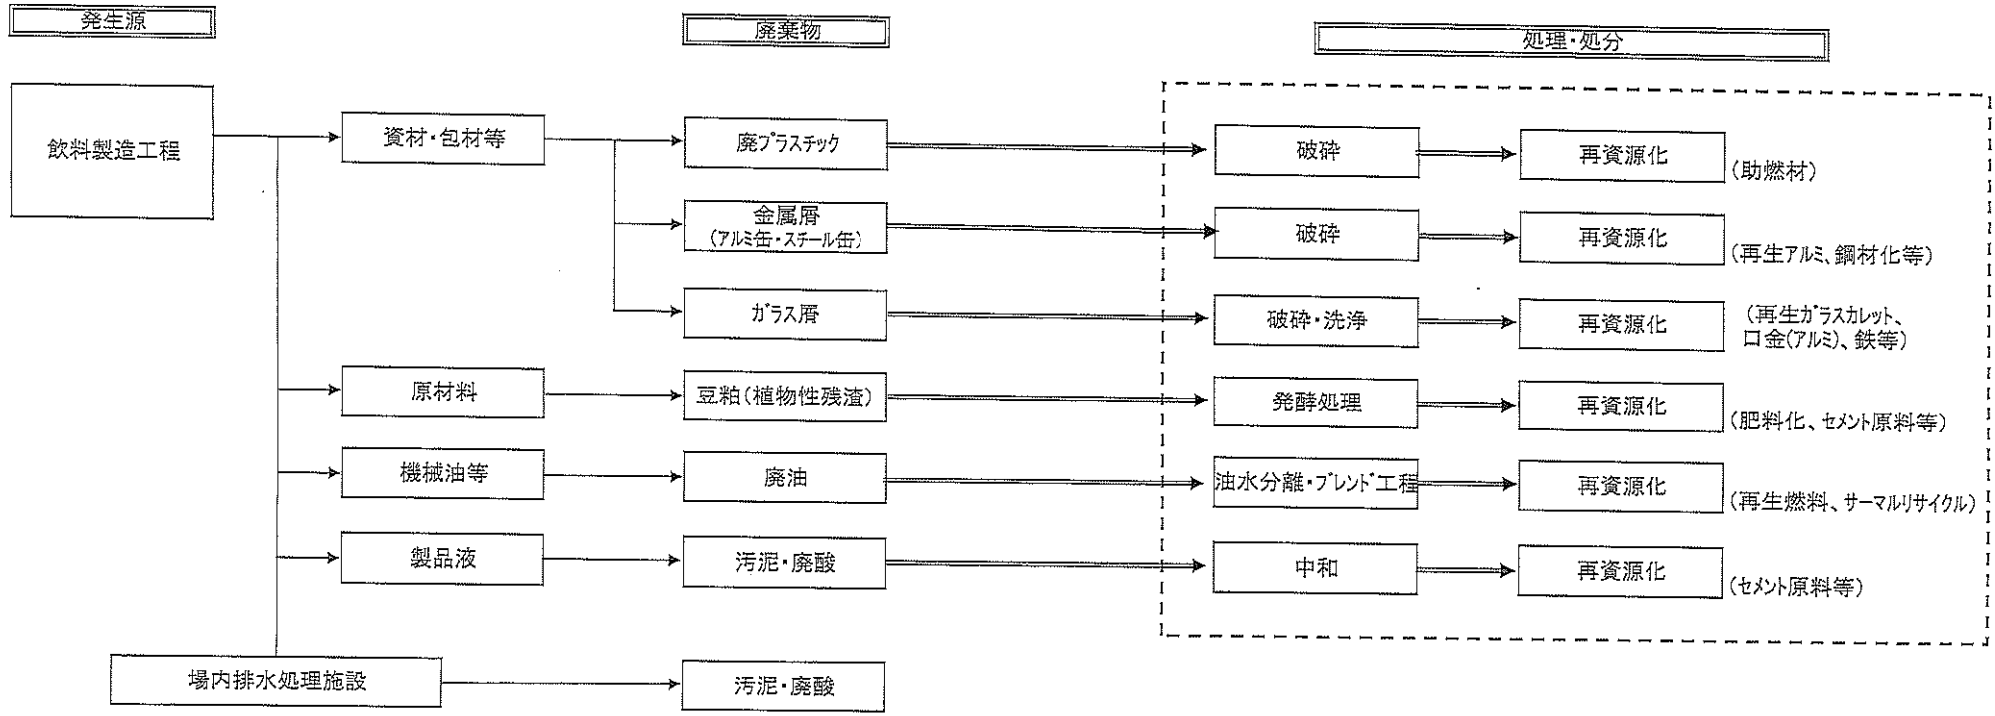 発生源
廃棄物
処理・処分
飲料製造工程
資材・包材等
廃プラスチック
破砕
再資源化
(助燃材)
金属屑
(アルミ缶・スチール缶)
破砕
再資源化
(再生アルミ、鋼材化等)
ガラス屑
破砕・洗浄
再資源化
(再生ガラスカレット、
口金(アルミ)、鉄等)
原材料
豆粕(植物性残渣)
発酵処理
再資源化
(肥料化、セメント原料等)
機械油等
廃油
油水分離・ブレンド工程
再資源化
(再生燃料、サーマルリサイクル)
製品液
汚泥・廃酸
中和
再資源化
(セメント原料等)
場内排水処理施設
汚泥・廃酸